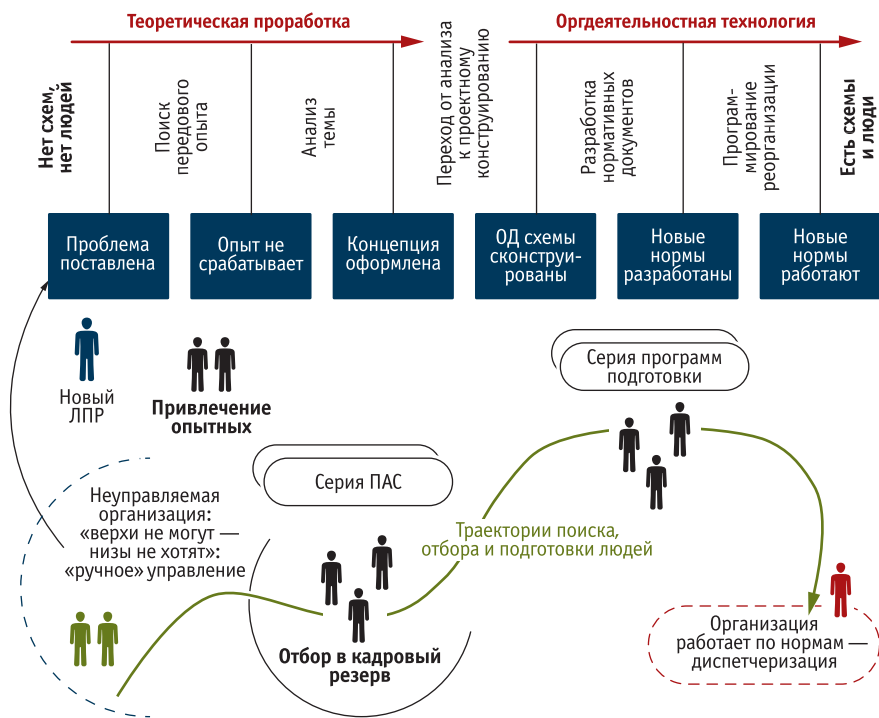 Теоретическая проработка
Оргдеятельностная технология
Нет схем,
нет людей
Поиск
передового
опыта
Анализ
темы
Переход от анализа
к проектному
конструированию
Разработка
нормативных
документов
Програм-
мирование
реорганизации
Есть схемы
и люди
Проблема
поставлена
Опыт не
срабатывает
Концепция
оформлена
ОД схемы
сконструи-
рованы
Новые
нормы
разработаны
Новые
нормы
работают
Новый
ЛПР
Привлечение
опытных
Серия программ
подготовки
Серия ПАС
Неуправляемая
организация:
«верхи не могут —
низы не хотят»:
«ручное» управление
Траектории поиска,
отбора и подготовки людей
Отбор в кадровый
резерв
Организация
работает по нормам —
диспетчеризация